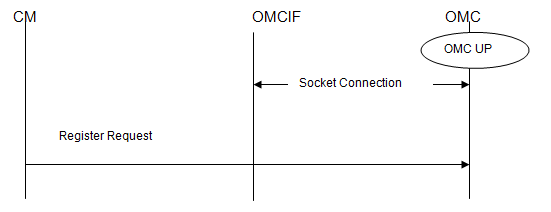 CM
OMCIF
OMC
OMC UP
Socket Connection
Register Request